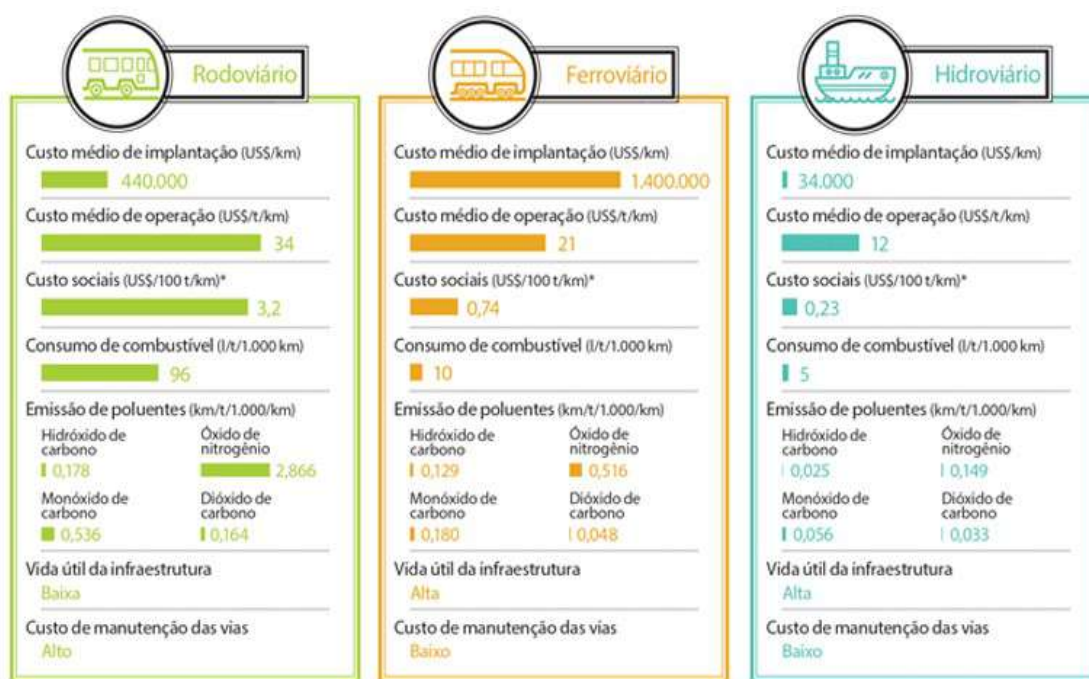 Rodoviário
Custo médio de implantação (US$/km)
440.000
Custo médio de operação (US$/t/km)
34
Custo sociais (US$/100 t/km)*
3,2
Consumo de combustível (l/t/1.000 km)
96
Emissão de poluentes (km/t/1.000/km)
Hidróxido de
carbono
0,178
Óxido de
nitrogênio
2,866
Monóxido de
carbono
0,536
Dióxido de
carbono
0,164
Vida útil da infraestrutura
Baixa
Custo de manutenção das vias
Alto
Ferroviário
Custo médio de implantação (US$/km)
1.400.000
Custo médio de operação (US$/t/km)
21
Custo sociais (US$/100 t/km)*
0,74
Consumo de combustível (l/t/1.000 km)
10
Emissão de poluentes (km/t/1.000/km)
Hidróxido de
carbono
0,129
Óxido de
nitrogênio
0,516
Monóxido de
carbono
0,180
Dióxido de
carbono
0,048
Vida útil da infraestrutura
Alta
Custo de manutenção das vias
Baixo
Hidroviário
Custo médio de implantação (US$/km)
34.000
Custo médio de operação (US$/t/km)
12
Custo sociais (US$/100 t/km)*
0,23
Consumo de combustível (l/t/1.000 km)
5
Emissão de poluentes (km/t/1.000/km)
Hidróxido de
carbono
0,025
Óxido de
nitrogênio
0,149
Monóxido de
carbono
0,056
Dióxido de
carbono
0,033
Vida útil da infraestrutura
Alta
Custo de manutenção das vias
Baixo